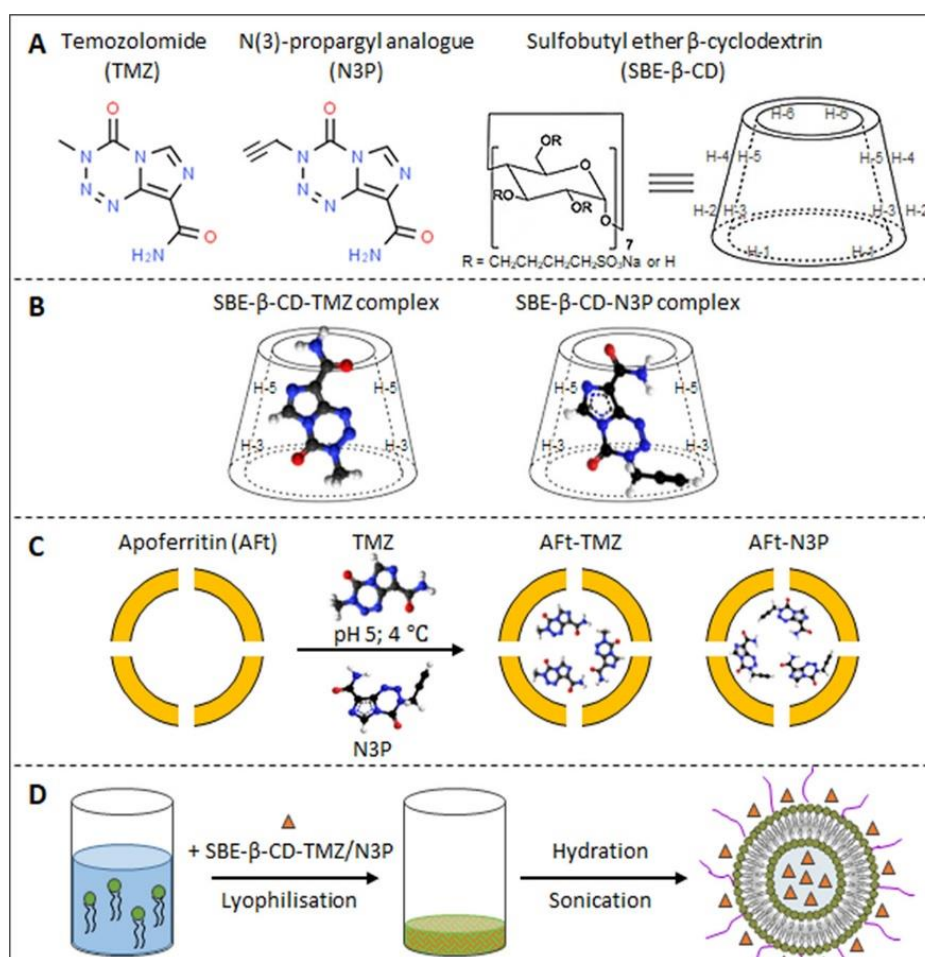 A
Temozolomide
(TMZ)
N(3)-propargyl analogue
(N3P)
Sulfobutyl ether β-cyclodextrin
(SBE-β-CD)
O
N
N
N
N
N
N
O
H₂N
O
N
N
N
N
N
N
O
H₂N
OR
O
RO
OR
O
7
R = CH₂CH₂CH₂CH₂SO₃Na or H
H-6 H-6
H-4 H-5 H-5 H-4
H-2 H-3 H-3 H-2
H-1 H-1
B
SBE-β-CD-TMZ complex
SBE-β-CD-N3P complex
H-5 H-5
H-3 H-3
H-5 H-5
H-3 H-3
C
Apoferritin (AFt)
TMZ
AFt-TMZ
AFt-N3P
pH 5; 4 °C
N3P
D
+ SBE-β-CD-TMZ/N3P
Lyophilisation
Hydration
Sonication